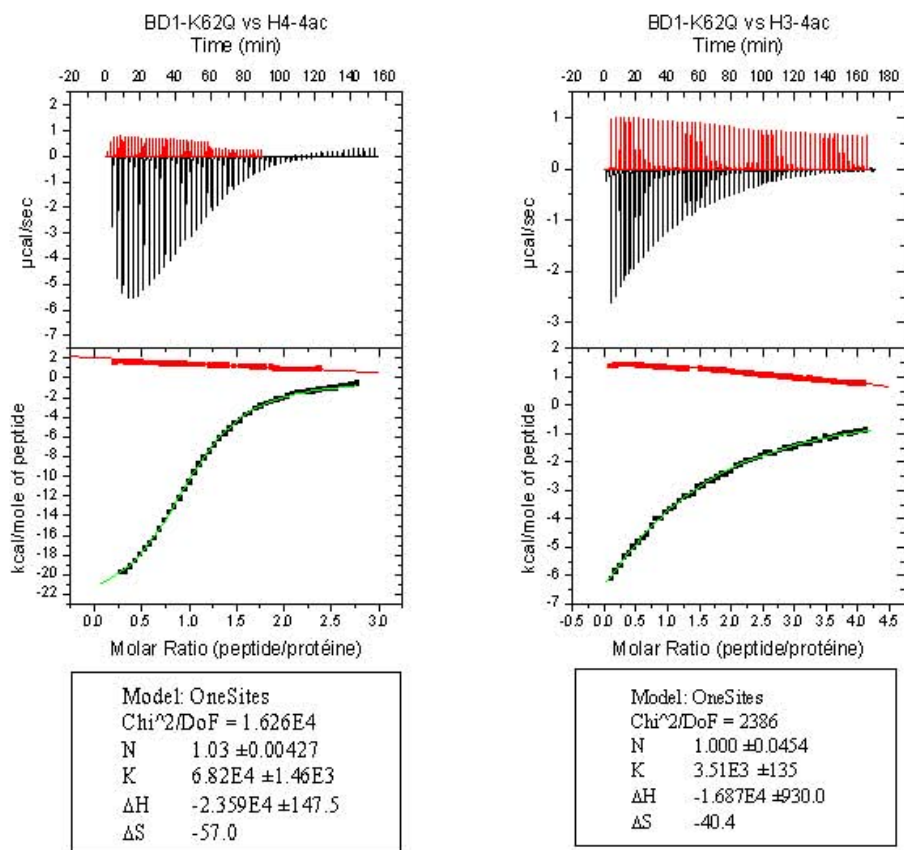 BD1-K62Q vs H4-4ac
Time (min)
-20 0 20 40 60 80 100 120 140 160
2
1
0
-1
-2
-3
-4
-5
-6
-7
µcal/sec
2
0
-2
-4
-6
-8
-10
-12
-14
-16
-18
-20
-22
kcal/mole of peptide
0.0 0.5 1.0 1.5 2.0 2.5 3.0
Molar Ratio (peptide/protéine)
Model: OneSites
Chi^2/DoF = 1.626E4
N 1.03 ±0.00427
K 6.82E4 ±1.46E3
ΔH -2.359E4 ±147.5
ΔS -57.0
BD1-K62Q vs H3-4ac
Time (min)
-20 0 20 40 60 80 100 120 140 160 180
1
0
-1
-2
-3
µcal/sec
2
1
0
-1
-2
-3
-4
-5
-6
-7
kcal/mole of peptide
-0.5 0.0 0.5 1.0 1.5 2.0 2.5 3.0 3.5 4.0 4.5
Molar Ratio (peptide/protéine)
Model: OneSites
Chi^2/DoF = 2386
N 1.000 ±0.0454
K 3.51E3 ±135
ΔH -1.687E4 ±930.0
ΔS -40.4